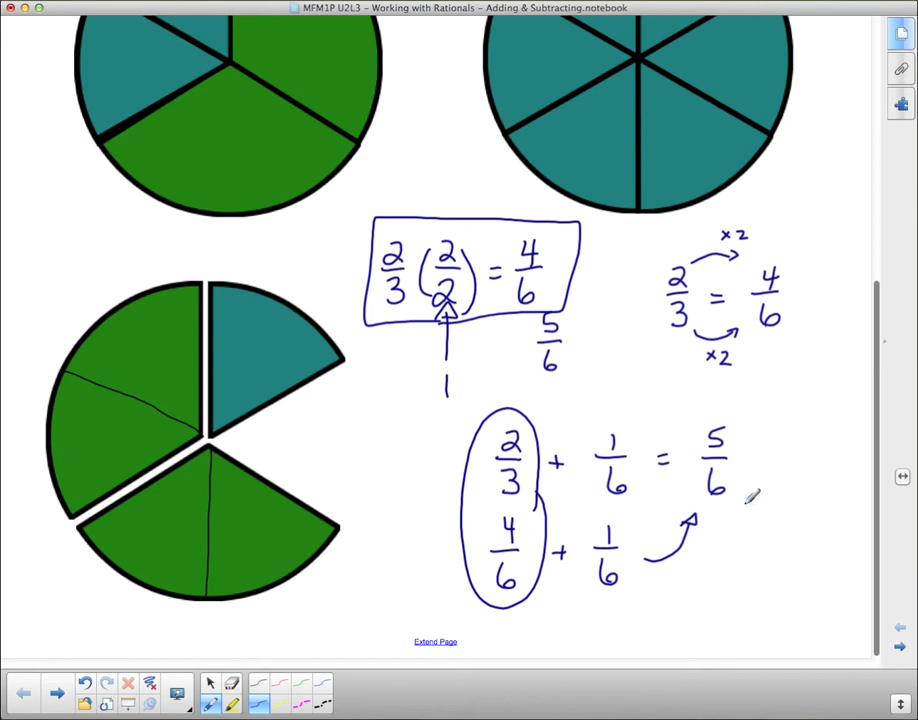 MFM1P U2L3 – Working with Rationals – Adding & Subtracting.notebook
×2
2/3 (2/2) = 4/6
2/3 = 4/6
5/6
×2
1
2/3 + 1/6 = 5/6
4/6 + 1/6
Extend Page